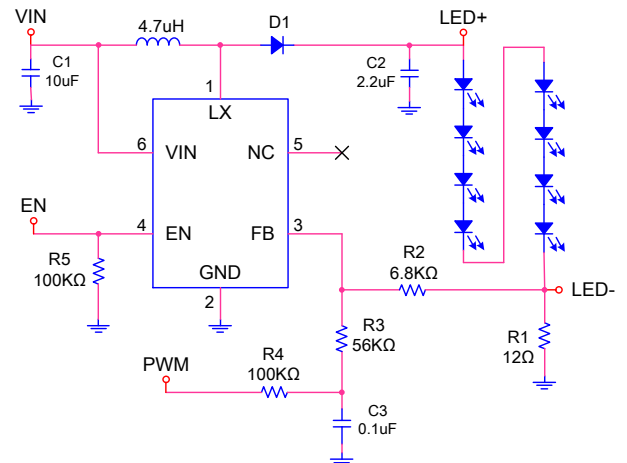 VIN
4.7uH
D1
LED+
C1
10uF
C2
2.2uF
1
LX
6
VIN
NC
5
EN
4
EN
FB
3
R5
100KΩ
GND
2
R2
6.8KΩ
LED-
R3
56KΩ
R1
12Ω
PWM
R4
100KΩ
C3
0.1uF